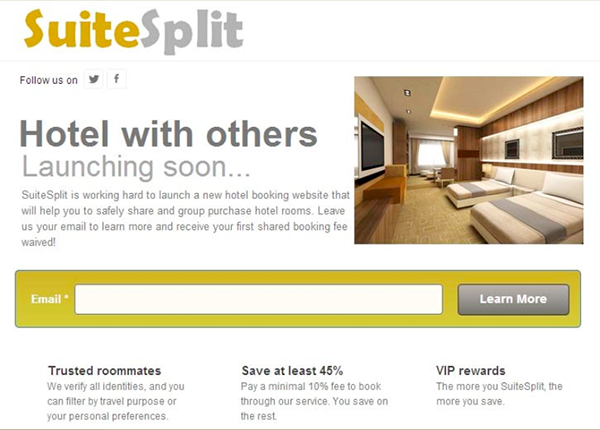 SuiteSplit
Follow us on
Hotel with others
Launching soon...
SuiteSplit is working hard to launch a new hotel booking website that
will help you to safely share and group purchase hotel rooms. Leave
us your email to learn more and receive your first shared booking fee
waived!
Email *
Learn More
Trusted roommates
We verify all identities, and you
can filter by travel purpose or
your personal preferences.
Save at least 45%
Pay a minimal 10% fee to book
through our service. You save on
the rest.
VIP rewards
The more you SuiteSplit, the
more you save.